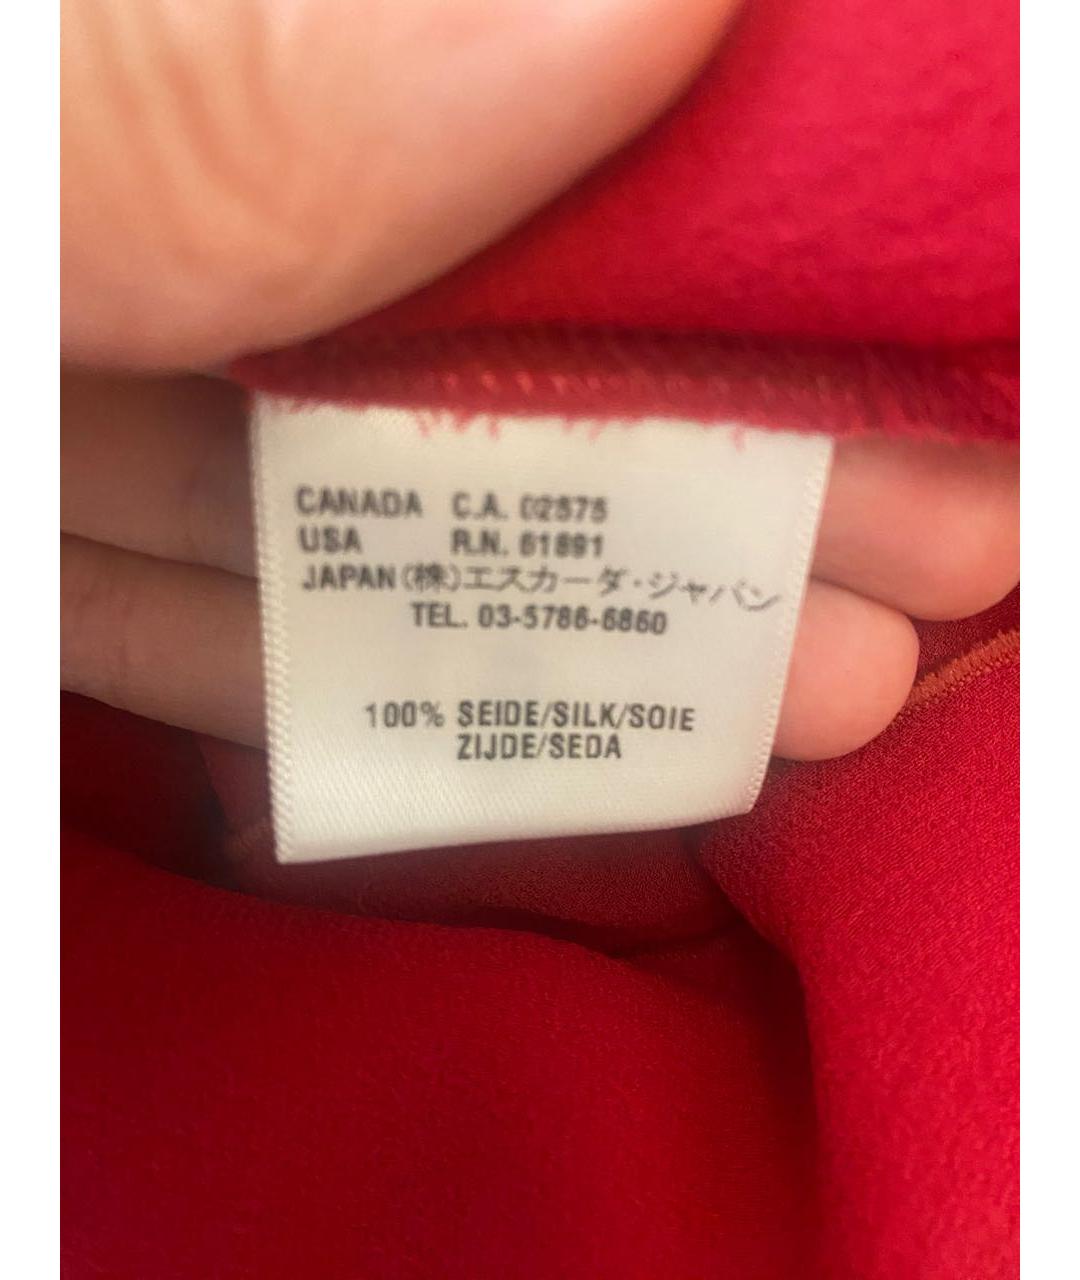 CANADA C.A. 02575
USA R.N. 61891
JAPAN (株)エスカーダ・ジャパン
TEL. 03-5786-6860
100% SEIDE/SILK/SOIE
ZIJDE/SEDA